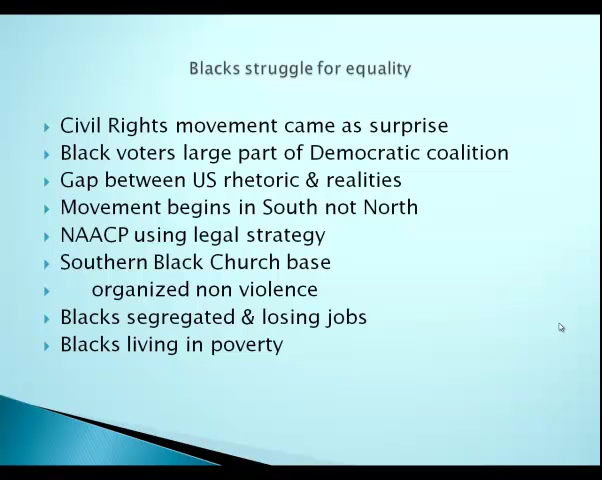 Blacks struggle for equality
Civil Rights movement came as surprise
Black voters large part of Democratic coalition
Gap between US rhetoric & realities
Movement begins in South not North
NAACP using legal strategy
Southern Black Church base
organized non violence
Blacks segregated & losing jobs
Blacks living in poverty